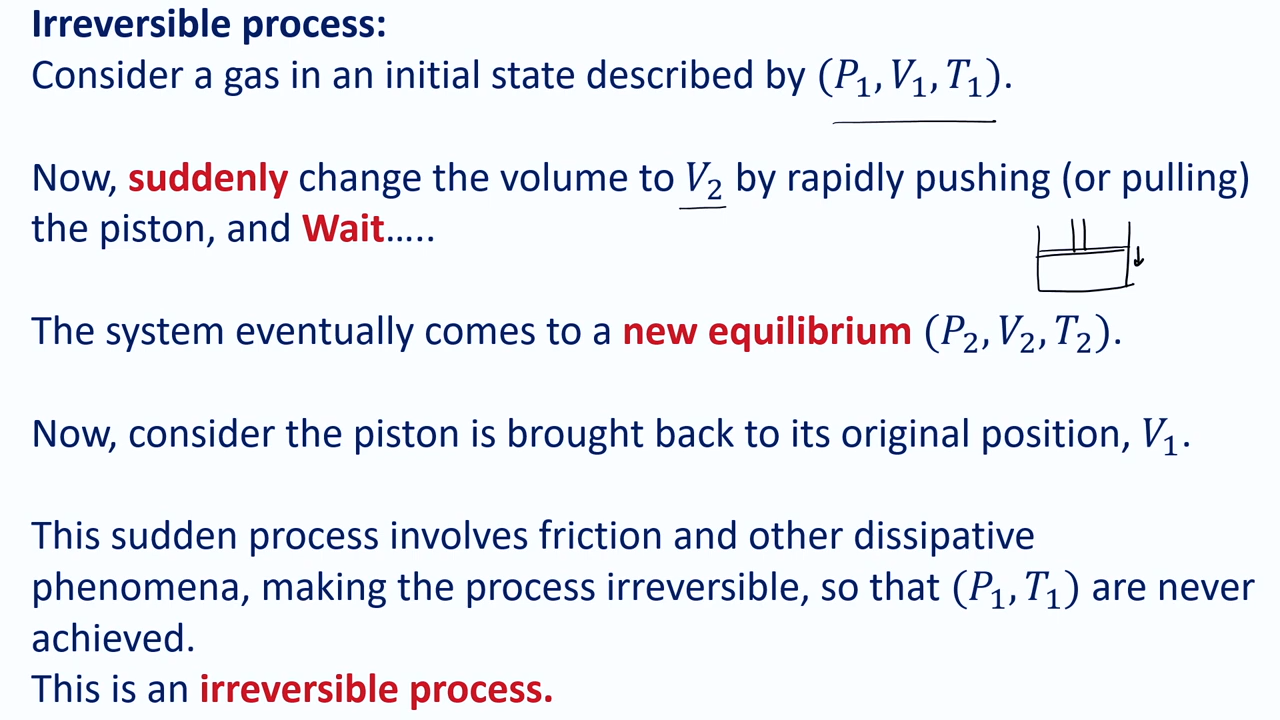 Irreversible process:
Consider a gas in an initial state described by (P₁, V₁, T₁).
Now, suddenly change the volume to V₂ by rapidly pushing (or pulling)
the piston, and Wait…..
The system eventually comes to a new equilibrium (P₂, V₂, T₂).
Now, consider the piston is brought back to its original position, V₁.
This sudden process involves friction and other dissipative
phenomena, making the process irreversible, so that (P₁, T₁) are never
achieved.
This is an irreversible process.